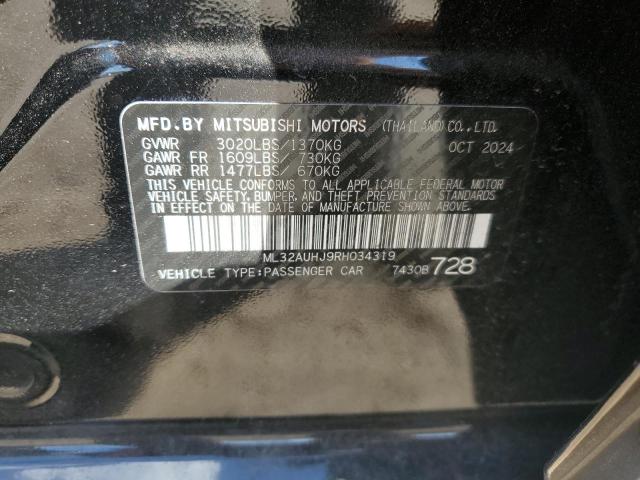 MFD.BY MITSUBISHI MOTORS (THAILAND)CO.,LTD.
GVWR 3020LBS/1370KG OCT 2024
GAWR FR 1609LBS/ 730KG
GAWR RR 1477LBS/ 670KG
THIS VEHICLE CONFORMS TO ALL APPLICABLE FEDERAL MOTOR
VEHICLE SAFETY, BUMPER, AND THEFT PREVENTION STANDARDS
IN EFFECT ON THE DATE OF MANUFACTURE SHOWN ABOVE.
ML32AUHJ9RH034319
VEHICLE TYPE:PASSENGER CAR 7430B 728